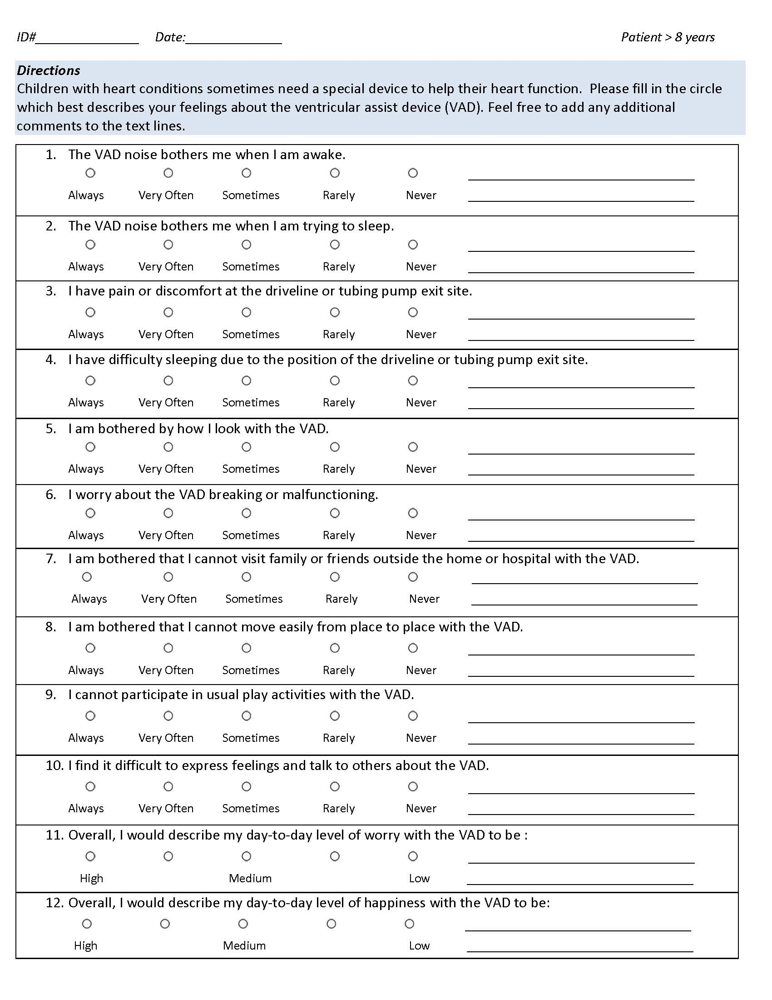 ID#_______________ Date:______________ Patient > 8 years
Directions
Children with heart conditions sometimes need a special device to help their heart function.  Please fill in the circle
which best describes your feelings about the ventricular assist device (VAD). Feel free to add any additional
comments to the text lines.
1. The VAD noise bothers me when I am awake.
Always Very Often Sometimes Rarely Never
2. The VAD noise bothers me when I am trying to sleep.
Always Very Often Sometimes Rarely Never
3. I have pain or discomfort at the driveline or tubing pump exit site.
Always Very Often Sometimes Rarely Never
4. I have difficulty sleeping due to the position of the driveline or tubing pump exit site.
Always Very Often Sometimes Rarely Never
5. I am bothered by how I look with the VAD.
Always Very Often Sometimes Rarely Never
6. I worry about the VAD breaking or malfunctioning.
Always Very Often Sometimes Rarely Never
7. I am bothered that I cannot visit family or friends outside the home or hospital with the VAD.
Always Very Often Sometimes Rarely Never
8. I am bothered that I cannot move easily from place to place with the VAD.
Always Very Often Sometimes Rarely Never
9. I cannot participate in usual play activities with the VAD.
Always Very Often Sometimes Rarely Never
10. I find it difficult to express feelings and talk to others about the VAD.
Always Very Often Sometimes Rarely Never
11. Overall, I would describe my day-to-day level of worry with the VAD to be :
High Medium Low
12. Overall, I would describe my day-to-day level of happiness with the VAD to be:
High Medium Low